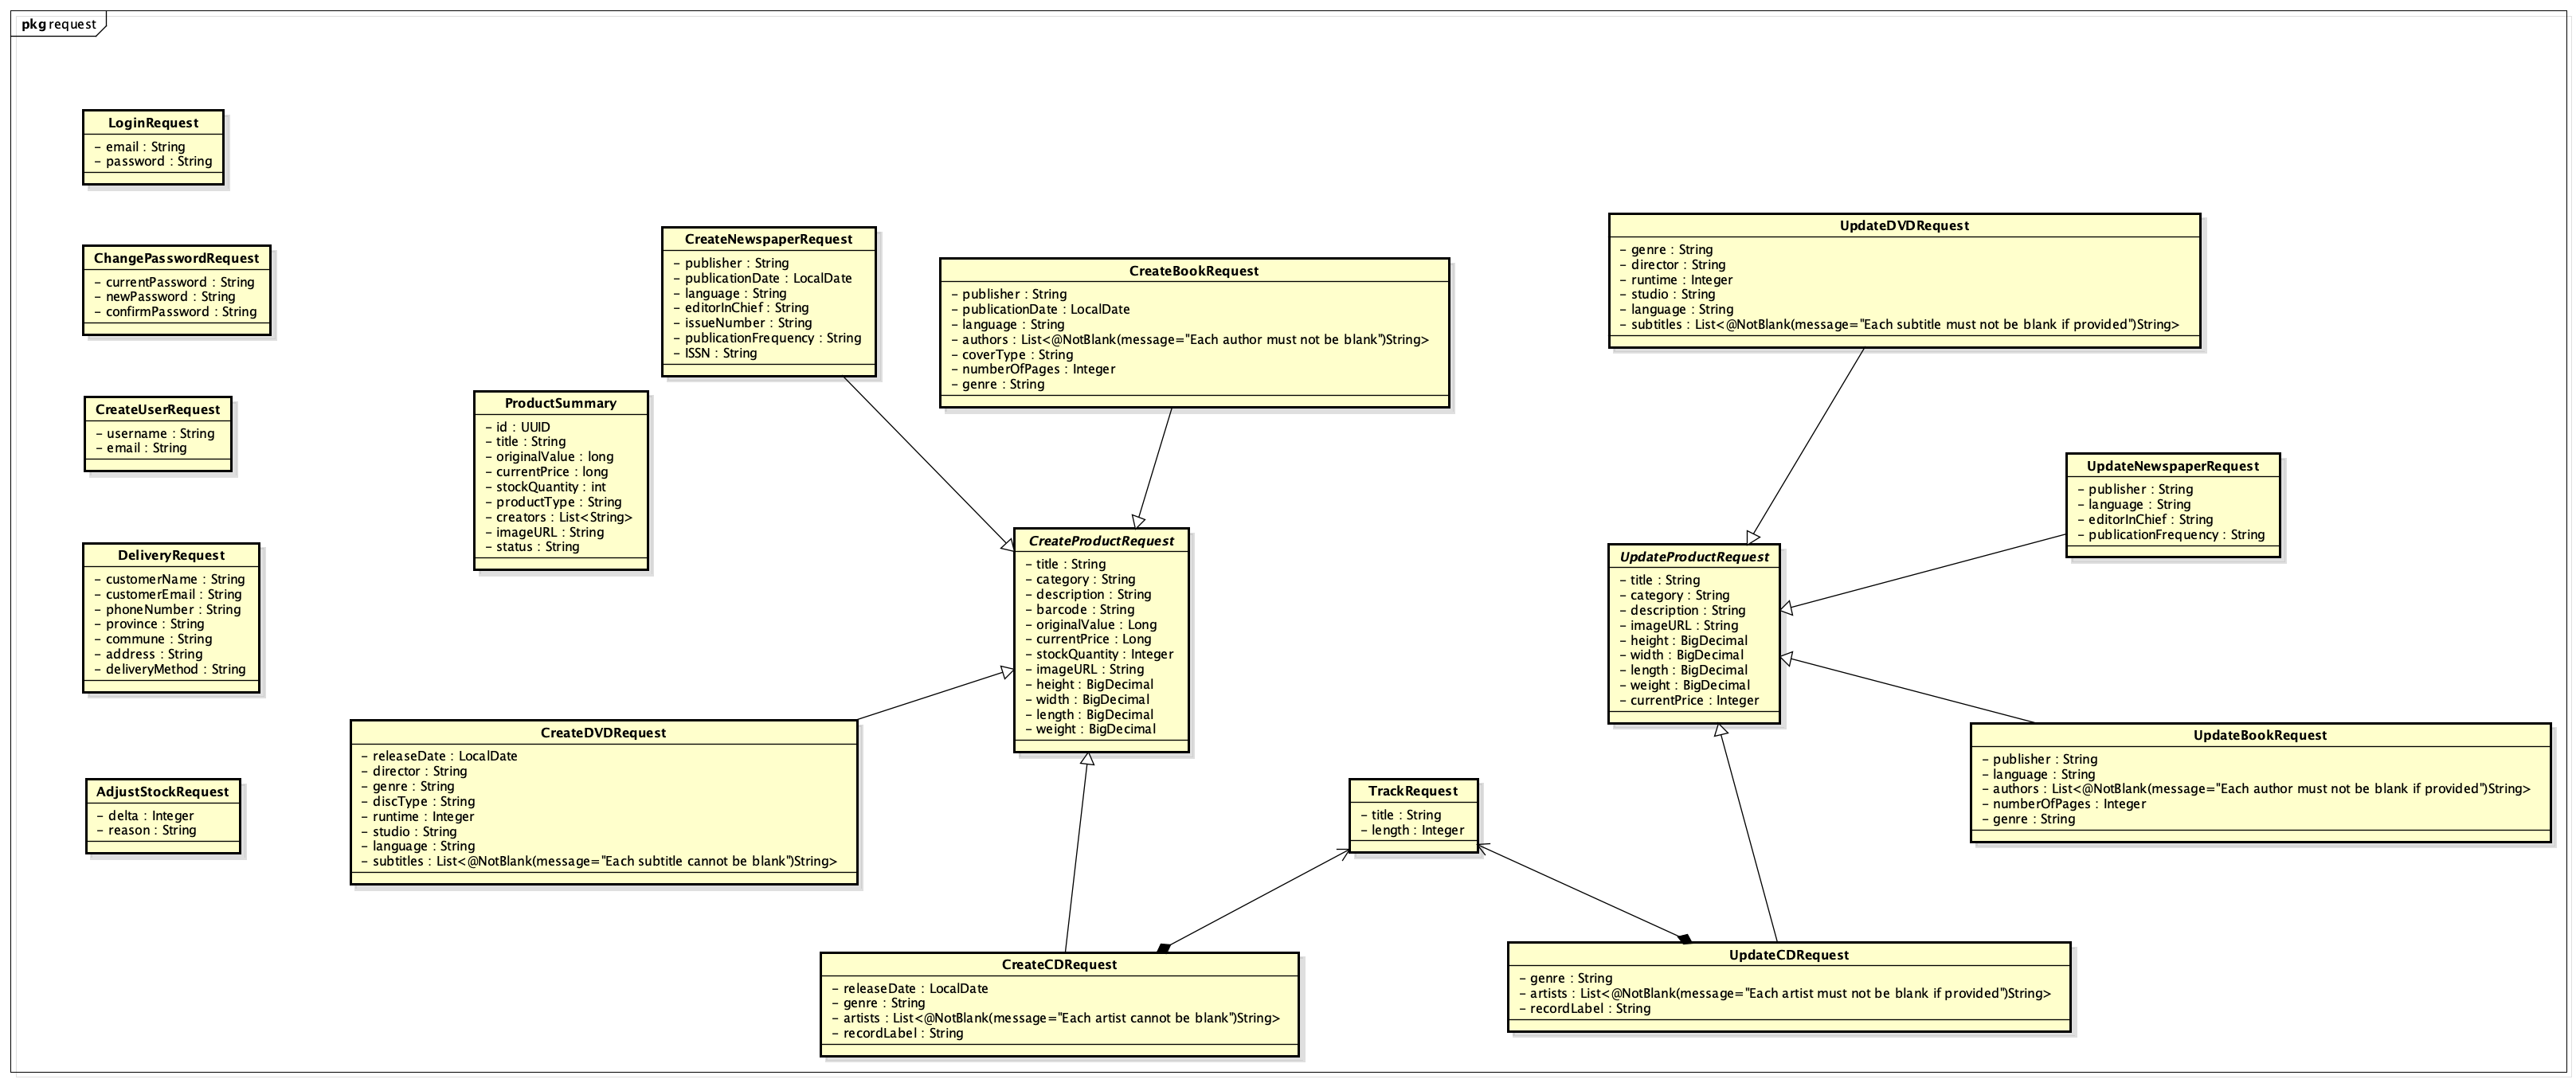 pkg request
LoginRequest
- email : String
- password : String
ChangePasswordRequest
- currentPassword : String
- newPassword : String
- confirmPassword : String
CreateUserRequest
- username : String
- email : String
DeliveryRequest
- customerName : String
- customerEmail : String
- phoneNumber : String
- province : String
- commune : String
- address : String
- deliveryMethod : String
AdjustStockRequest
- delta : Integer
- reason : String
ProductSummary
- id : UUID
- title : String
- originalValue : long
- currentPrice : long
- stockQuantity : int
- productType : String
- creators : List<String>
- imageURL : String
- status : String
CreateNewspaperRequest
- publisher : String
- publicationDate : LocalDate
- language : String
- editorInChief : String
- issueNumber : String
- publicationFrequency : String
- ISSN : String
CreateBookRequest
- publisher : String
- publicationDate : LocalDate
- language : String
- authors : List<@NotBlank(message="Each author must not be blank")String>
- coverType : String
- numberOfPages : Integer
- genre : String
CreateProductRequest
- title : String
- category : String
- description : String
- barcode : String
- originalValue : Long
- currentPrice : Long
- stockQuantity : Integer
- imageURL : String
- height : BigDecimal
- width : BigDecimal
- length : BigDecimal
- weight : BigDecimal
CreateDVDRequest
- releaseDate : LocalDate
- director : String
- genre : String
- discType : String
- runtime : Integer
- studio : String
- language : String
- subtitles : List<@NotBlank(message="Each subtitle cannot be blank")String>
CreateCDRequest
- releaseDate : LocalDate
- genre : String
- artists : List<@NotBlank(message="Each artist cannot be blank")String>
- recordLabel : String
TrackRequest
- title : String
- length : Integer
UpdateDVDRequest
- genre : String
- director : String
- runtime : Integer
- studio : String
- language : String
- subtitles : List<@NotBlank(message="Each subtitle must not be blank if provided")String>
UpdateNewspaperRequest
- publisher : String
- language : String
- editorInChief : String
- publicationFrequency : String
UpdateProductRequest
- title : String
- category : String
- description : String
- imageURL : String
- height : BigDecimal
- width : BigDecimal
- length : BigDecimal
- weight : BigDecimal
- currentPrice : Integer
UpdateBookRequest
- publisher : String
- language : String
- authors : List<@NotBlank(message="Each author must not be blank if provided")String>
- numberOfPages : Integer
- genre : String
UpdateCDRequest
- genre : String
- artists : List<@NotBlank(message="Each artist must not be blank if provided")String>
- recordLabel : String